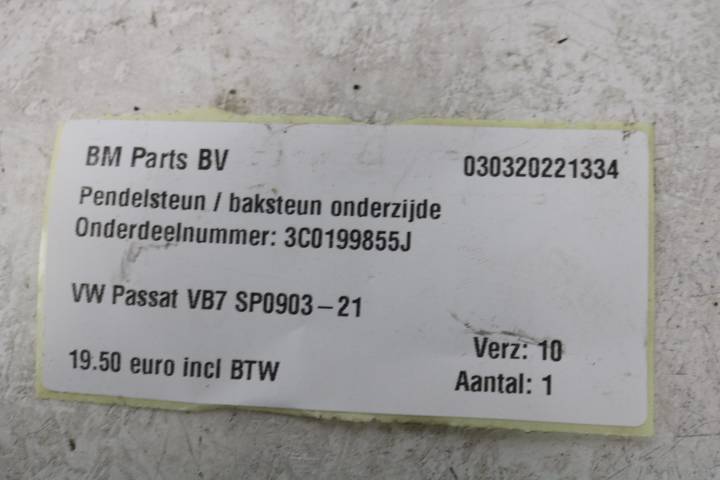 BM Parts BV 030320221334
Pendelsteun / baksteun onderzijde
Onderdeelnummer: 3C0199855J
VW Passat VB7 SP0903-21
19.50 euro incl BTW
Verz: 10
Aantal: 1